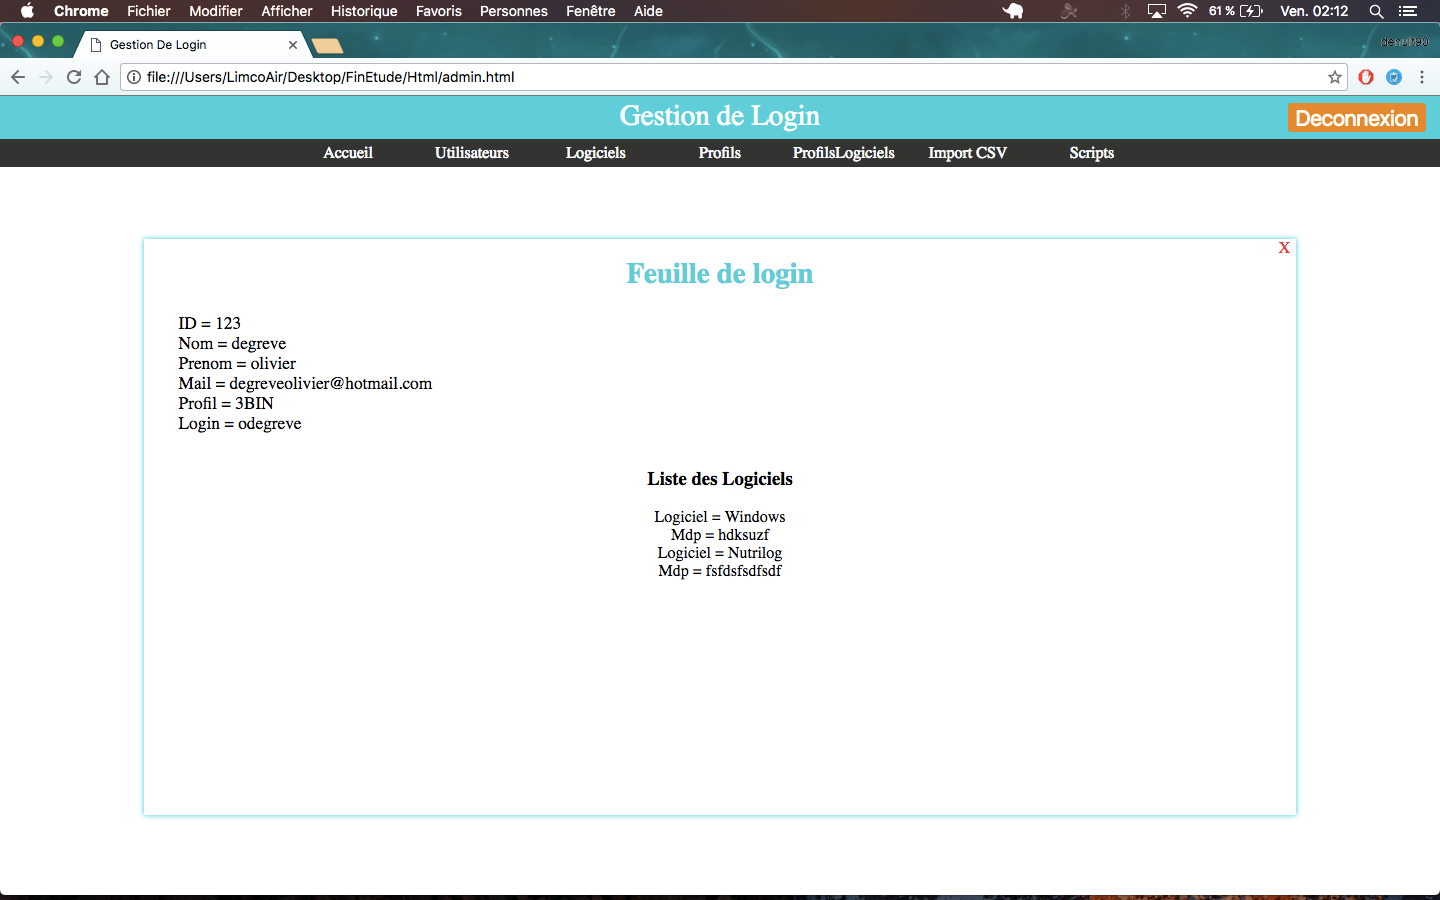 Chrome Fichier Modifier Afficher Historique Favoris Personnes Fenêtre Aide 61 % Ven. 02:12
Gestion De Login
denuit90
file:///Users/LimcoAir/Desktop/FinEtude/Html/admin.html
Gestion de Login
Deconnexion
Accueil Utilisateurs Logiciels Profils ProfilsLogiciels Import CSV Scripts
X
Feuille de login
ID = 123
Nom = degreve
Prenom = olivier
Mail = degreveolivier@hotmail.com
Profil = 3BIN
Login = odegreve
Liste des Logiciels
Logiciel = Windows
Mdp = hdksuzf
Logiciel = Nutrilog
Mdp = fsfdsfsdfsdf